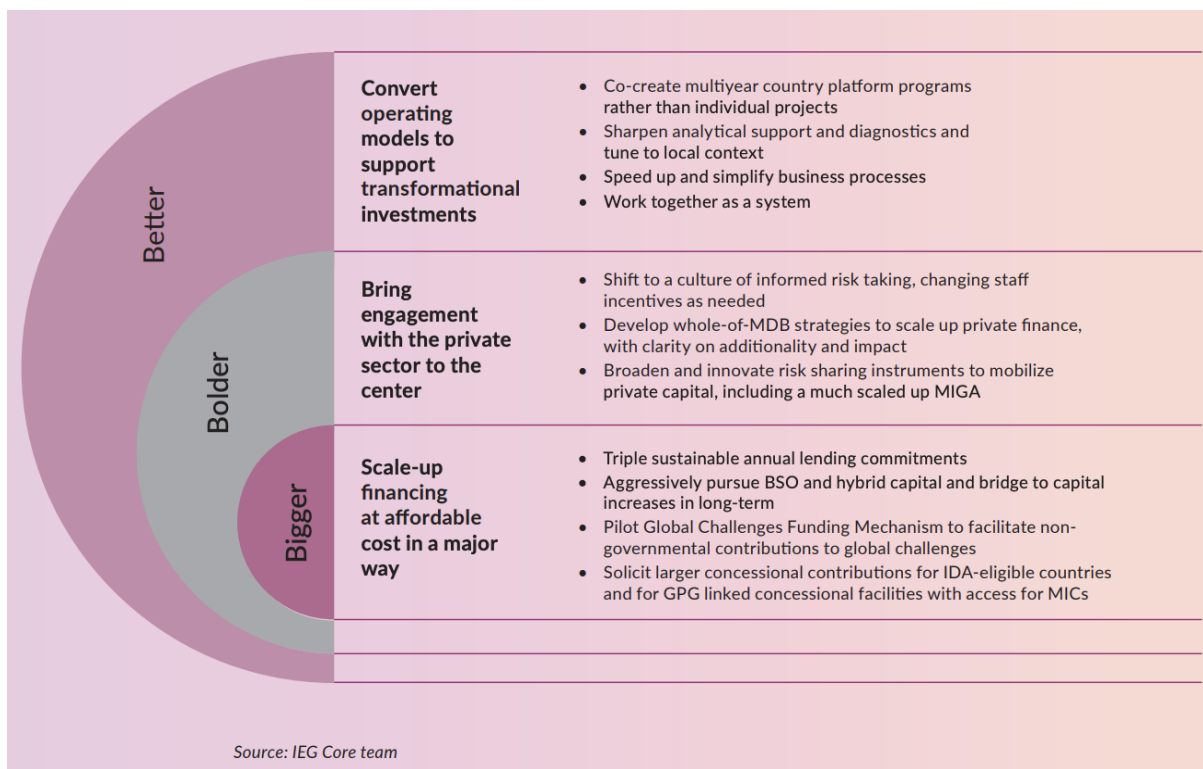 Better
Convert
operating
models to
support
transformational
investments
• Co-create multiyear country platform programs
rather than individual projects
• Sharpen analytical support and diagnostics and
tune to local context
• Speed up and simplify business processes
• Work together as a system
Bolder
Bring
engagement
with the private
sector to the
center
• Shift to a culture of informed risk taking, changing staff
incentives as needed
• Develop whole-of-MDB strategies to scale up private finance,
with clarity on additionality and impact
• Broaden and innovate risk sharing instruments to mobilize
private capital, including a much scaled up MIGA
Bigger
Scale-up
financing
at affordable
cost in a major
way
• Triple sustainable annual lending commitments
• Aggressively pursue BSO and hybrid capital and bridge to capital
increases in long-term
• Pilot Global Challenges Funding Mechanism to facilitate non-
governmental contributions to global challenges
• Solicit larger concessional contributions for IDA-eligible countries
and for GPG linked concessional facilities with access for MICs
Source: IEG Core team